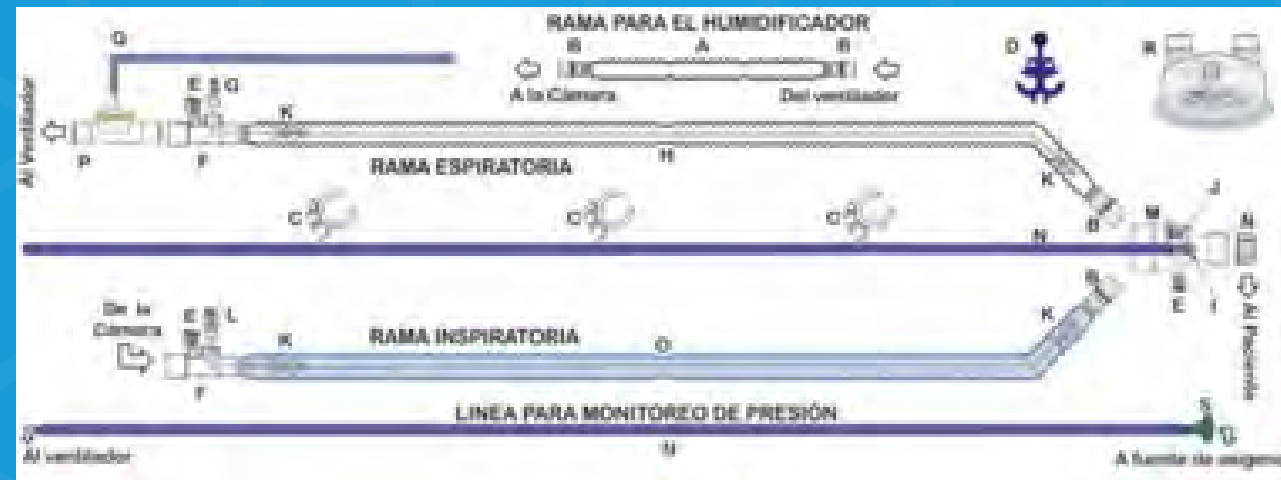 RAMA PARA EL HUMIDIFICADOR
B A B
A la Cámara Del ventilador
D
R
Q
E G
K
Al Ventilador
P F
H
RAMA ESPIRATORIA
K
J
C C C
B
M
N
E I
Al Paciente
De la Cámara
E L
K
RAMA INSPIRATORIA
O
K
F
LINEA PARA MONITOREO DE PRESIÓN
Al ventilador
A fuente de oxigeno